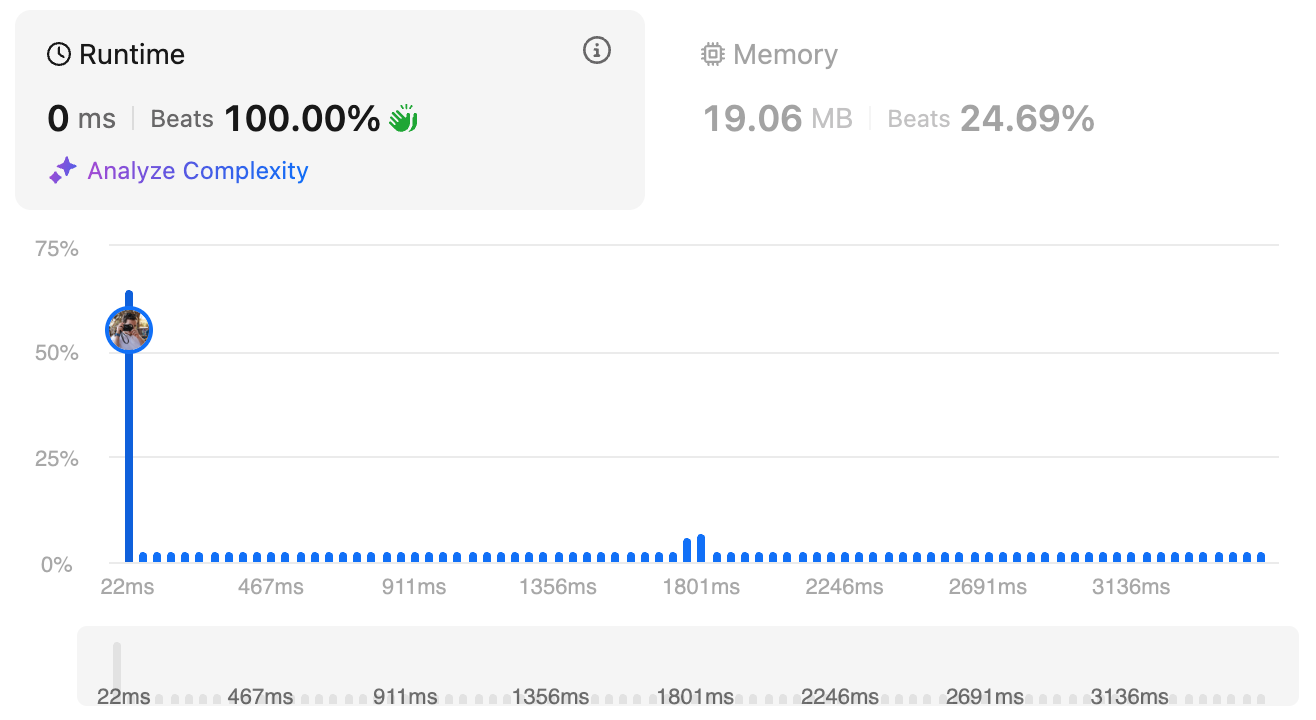 Runtime
0 ms Beats 100.00%
Analyze Complexity
Memory
19.06 MB Beats 24.69%
75%
50%
25%
0%
22ms 467ms 911ms 1356ms 1801ms 2246ms 2691ms 3136ms
22ms 467ms 911ms 1356ms 1801ms 2246ms 2691ms 3136ms